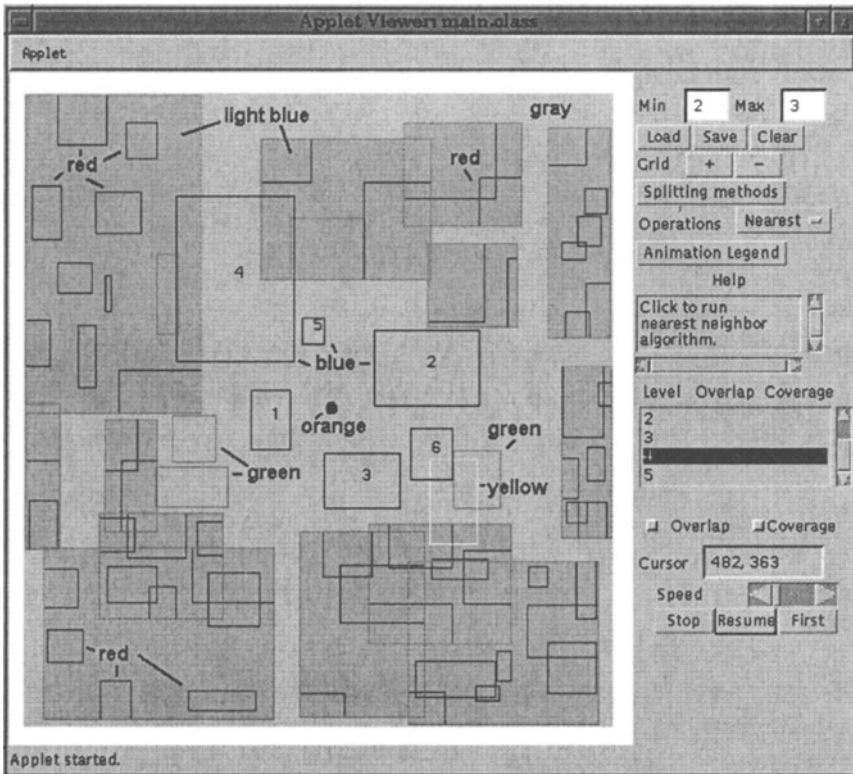 Applet Viewer: main.class
Applet
light blue
gray
red
red
4
5
blue
2
1
orange
green
6
green
3
yellow
red
Min 2 Max 3
Load Save Clear
Grid + -
Splitting methods
Operations Nearest
Animation Legend
Help
Click to run
nearest neighbor
algorithm.
Level Overlap Coverage
2
3
4
5
Overlap Coverage
Cursor 482, 363
Speed
Stop Resume First
Applet started.